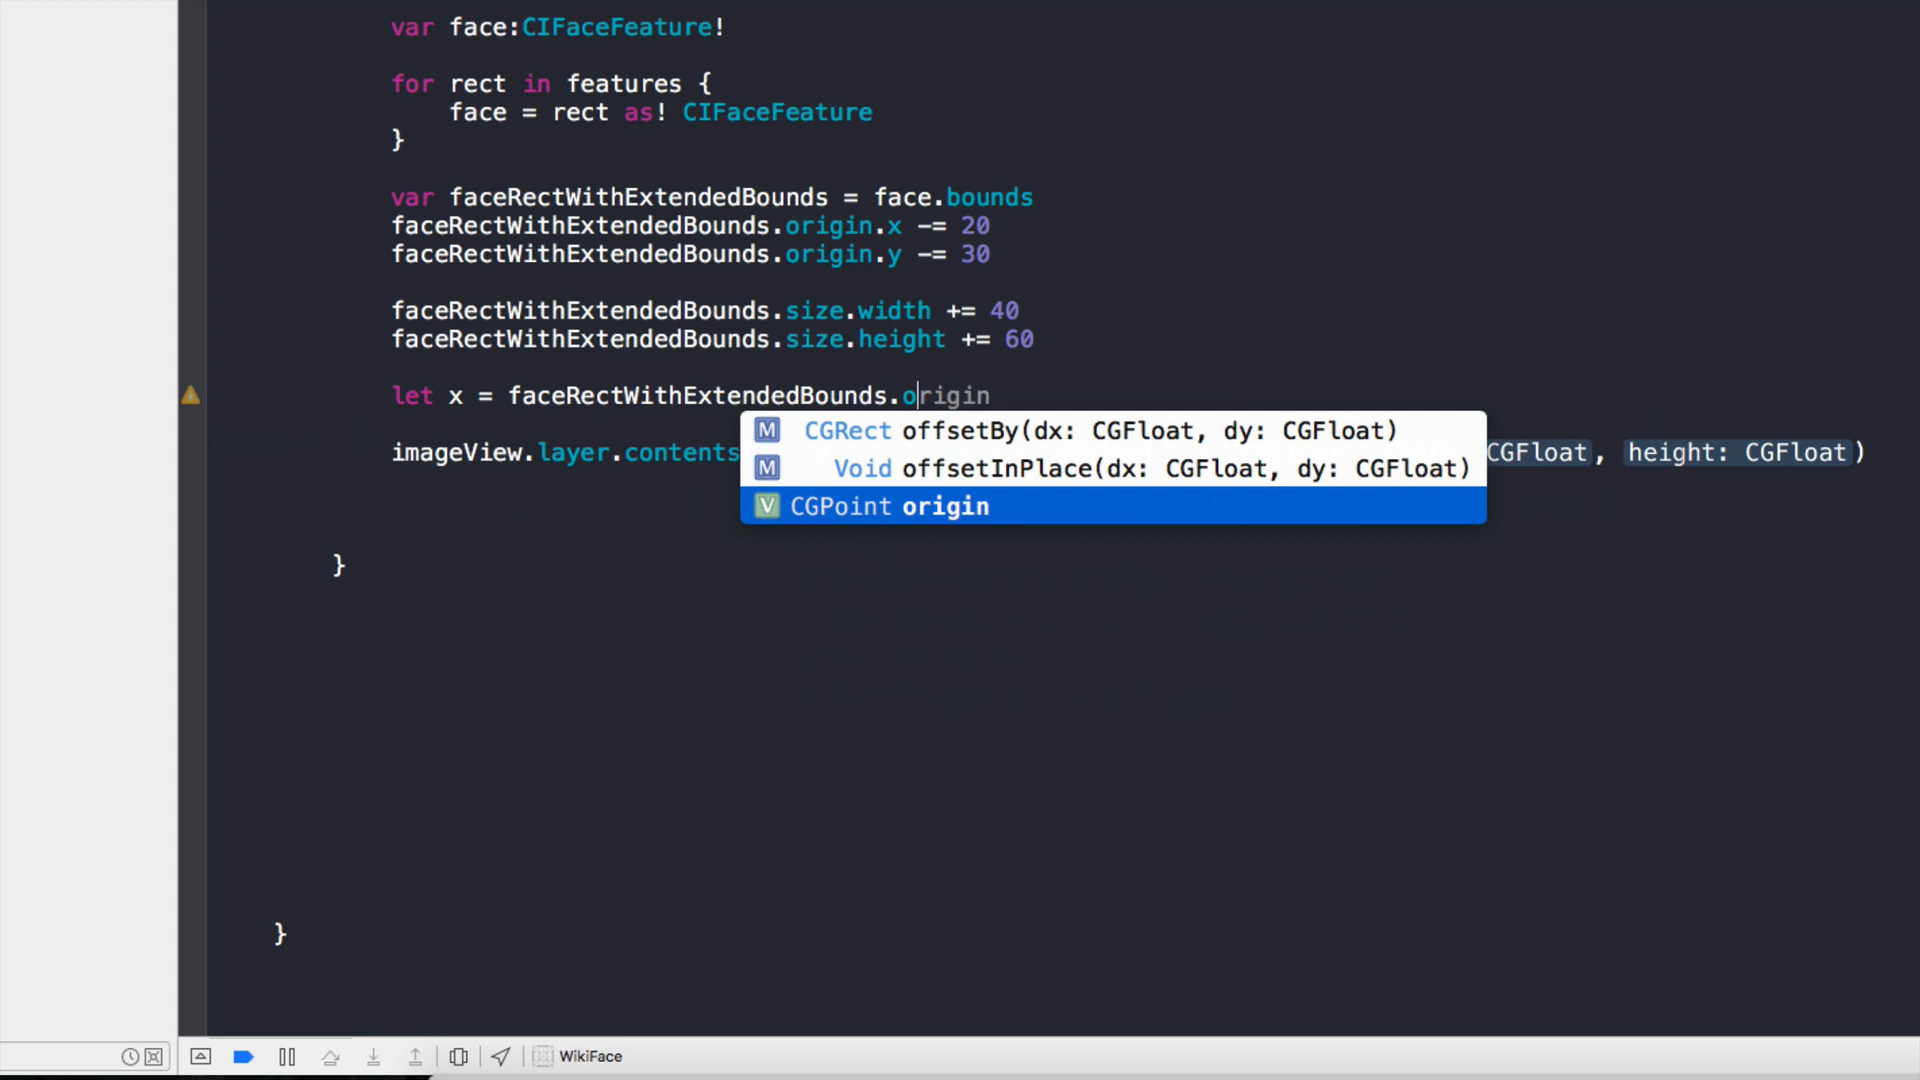 var face:CIFaceFeature!
for rect in features {
face = rect as! CIFaceFeature
}
var faceRectWithExtendedBounds = face.bounds
faceRectWithExtendedBounds.origin.x -= 20
faceRectWithExtendedBounds.origin.y -= 30
faceRectWithExtendedBounds.size.width += 40
faceRectWithExtendedBounds.size.height += 60
let x = faceRectWithExtendedBounds.origin
M CGRect offsetBy(dx: CGFloat, dy: CGFloat)
imageView.layer.contents CGFloat, height: CGFloat)
M Void offsetInPlace(dx: CGFloat, dy: CGFloat)
V CGPoint origin
}
}
WikiFace